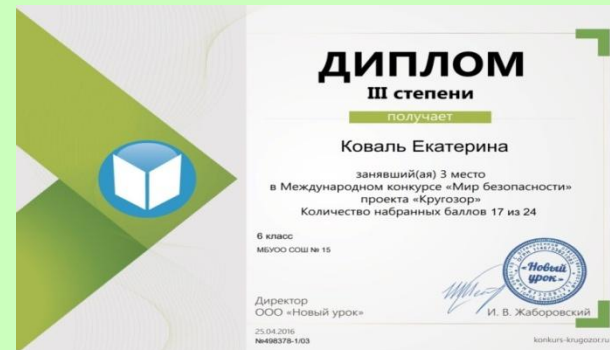 ДИПЛОМ
III степени
получает
Коваль Екатерина
занявший(ая) 3 место
в Международном конкурсе «Мир безопасности»
проекта «Кругозор»
Количество набранных баллов 17 из 24
6 класс
МБУОО СОШ № 15
«Новый
урок»
Директор
ООО «Новый урок»
И. В. Жаборовский
25.04.2016
№498378-1/03
konkurs-krugozor.ru